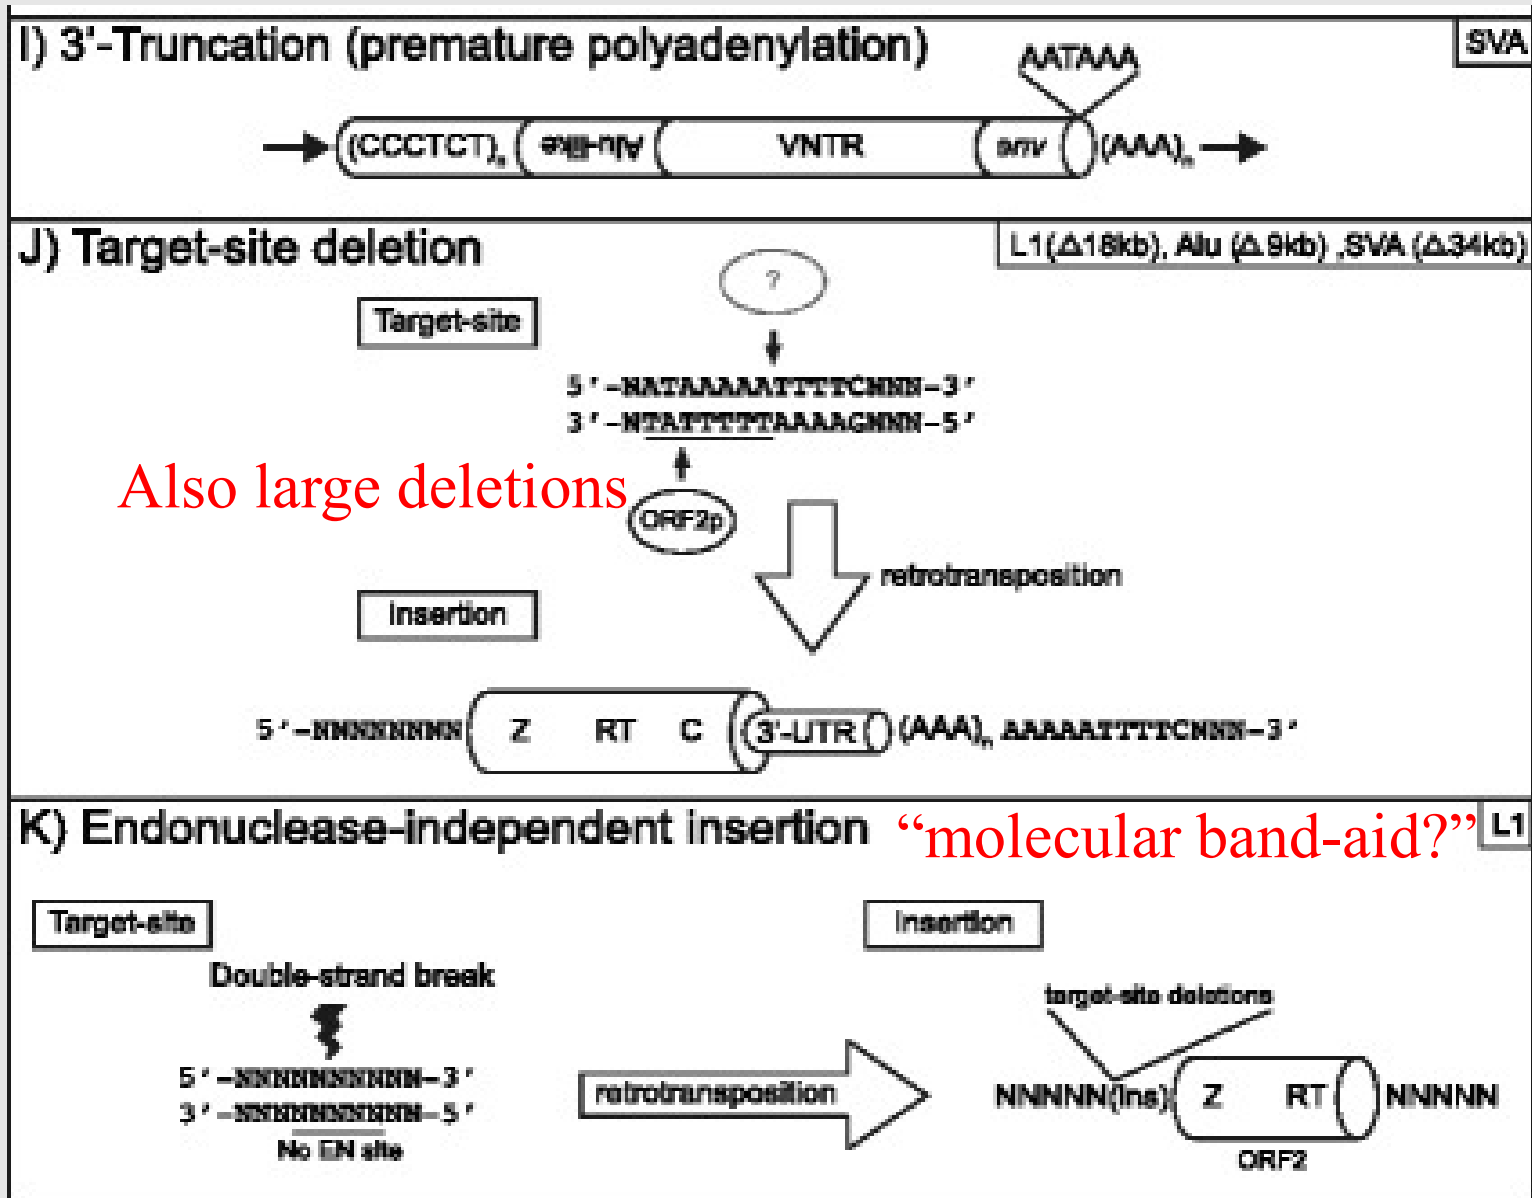 I) 3'-Truncation (premature polyadenylation)
SVA
AATAAA
(CCCTCT)n Alu-like VNTR env (AAA)n
J) Target-site deletion
L1(Δ18kb), Alu (Δ9kb) ,SVA (Δ34kb)
?
Target-site
5'-NATAAAAATTTTCNNN-3'
3'-NTATTTTTAAAAGNNN-5'
Also large deletions
ORF2p
retrotransposition
Insertion
5'-NNNNNNNN Z RT C 3'-UTR (AAA)n AAAAATTTTCNNN-3'
K) Endonuclease-independent insertion “molecular band-aid?” L1
Target-site
Insertion
Double-strand break
target-site deletions
5'-NNNNNNNNNN-3'
3'-NNNNNNNNNN-5'
No EN site
retrotransposition
NNNNN(ins) Z RT NNNNN
ORF2